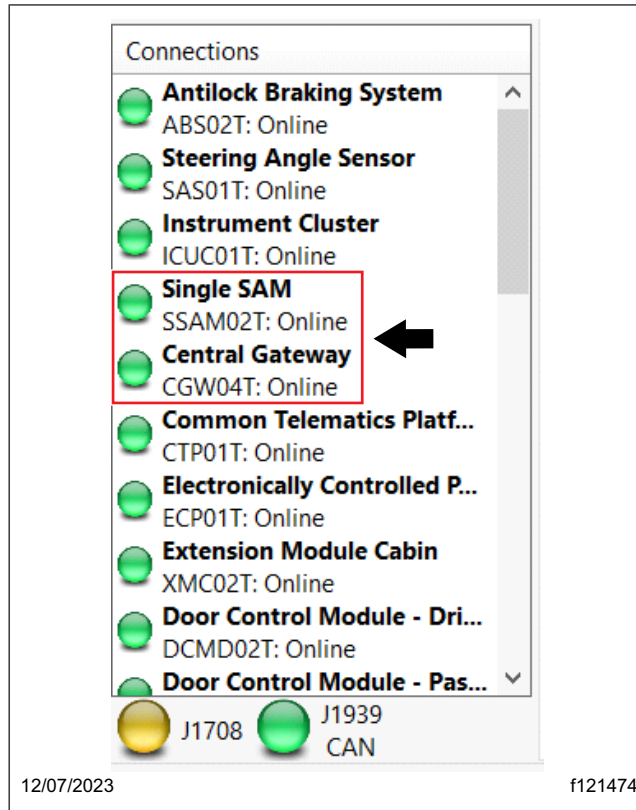 Connections
Antilock Braking System
ABS02T: Online
Steering Angle Sensor
SAS01T: Online
Instrument Cluster
ICUC01T: Online
Single SAM
SSAM02T: Online
Central Gateway
CGW04T: Online
Common Telematics Platf...
CTP01T: Online
Electronically Controlled P...
ECP01T: Online
Extension Module Cabin
XMC02T: Online
Door Control Module - Dri...
DCMD02T: Online
Door Control Module - Pas...
J1708
J1939
CAN
12/07/2023
f121474